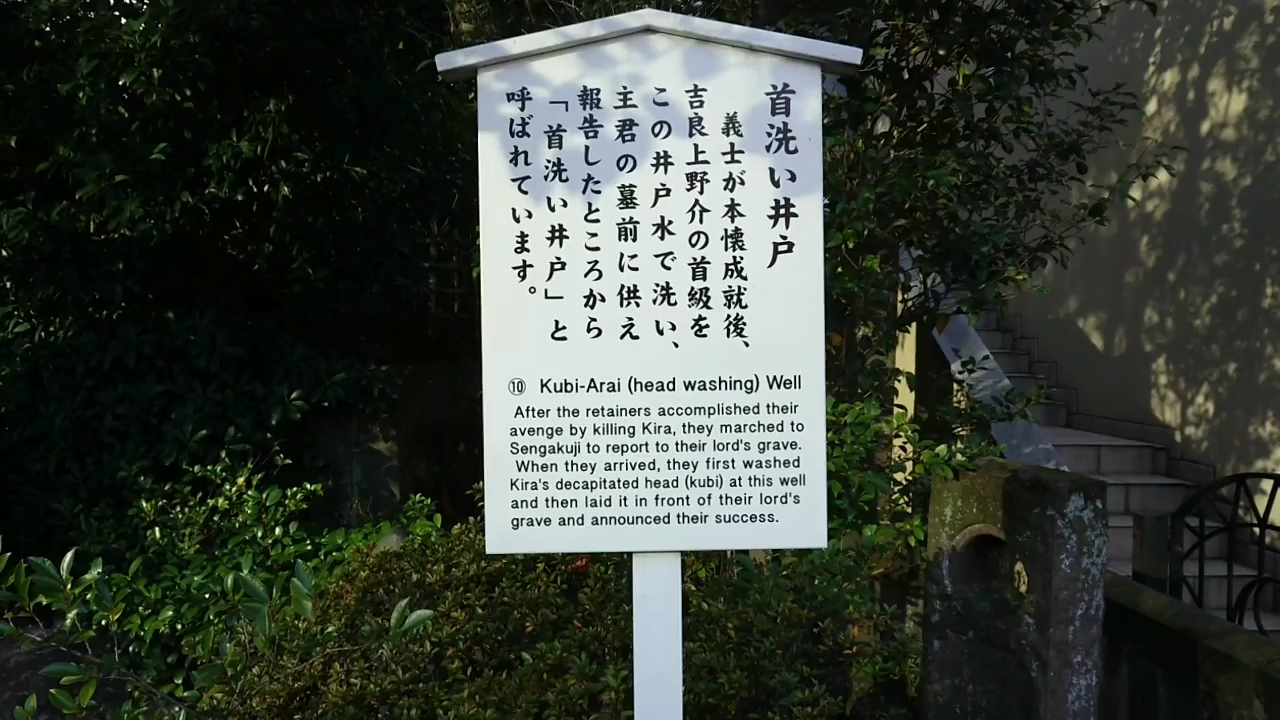 首洗い井戸
義士が本懐成就後、
吉良上野介の首級を
この井戸水で洗い、
主君の墓前に供え
報告したところから
「首洗い井戸」と
呼ばれています。
⑩ Kubi-Arai (head washing) Well
After the retainers accomplished their
avenge by killing Kira, they marched to
Sengakuji to report to their lord's grave.
When they arrived, they first washed
Kira's decapitated head (kubi) at this well
and then laid it in front of their lord's
grave and announced their success.